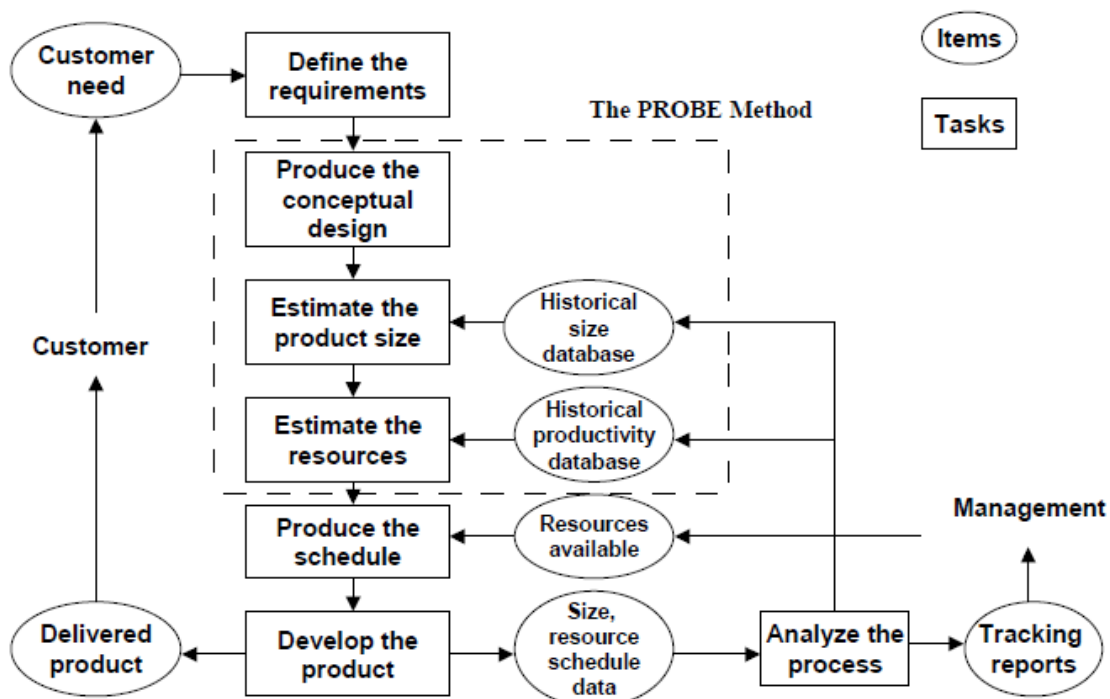 Customer
need
Define the
requirements
Items
The PROBE Method
Tasks
Produce the
conceptual
design
Estimate the
product size
Historical
size
database
Customer
Estimate the
resources
Historical
productivity
database
Produce the
schedule
Resources
available
Management
Delivered
product
Develop the
product
Size,
resource
schedule
data
Analyze the
process
Tracking
reports